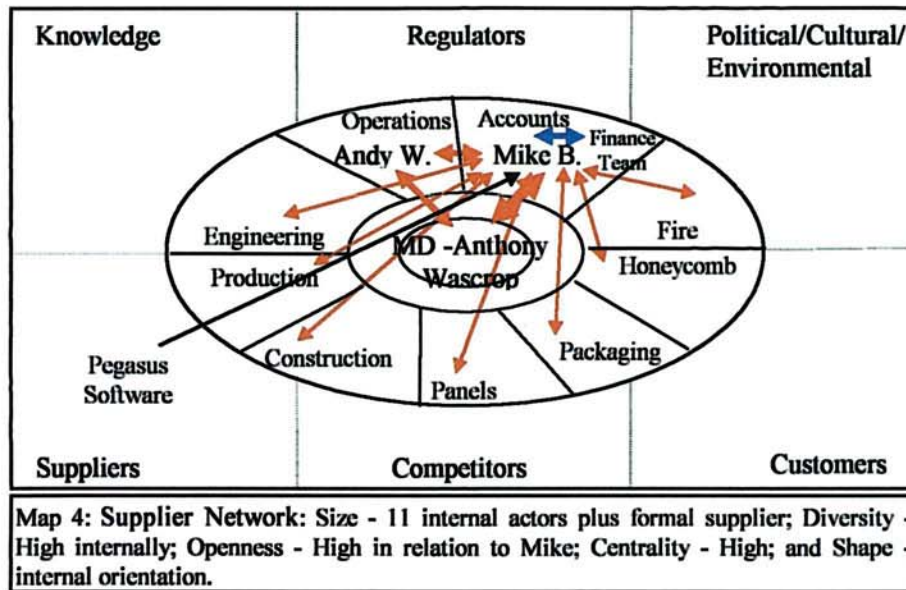 Knowledge
Regulators
Political/Cultural/
Environmental
Operations
Accounts
Finance
Team
Andy W.
Mike B.
Engineering
Fire
MD -Anthony
Wascrop
Production
Honeycomb
Construction
Packaging
Panels
Pegasus
Software
Suppliers
Competitors
Customers
Map 4: Supplier Network: Size - 11 internal actors plus formal supplier; Diversity -
High internally; Openness - High in relation to Mike; Centrality - High; and Shape -
internal orientation.